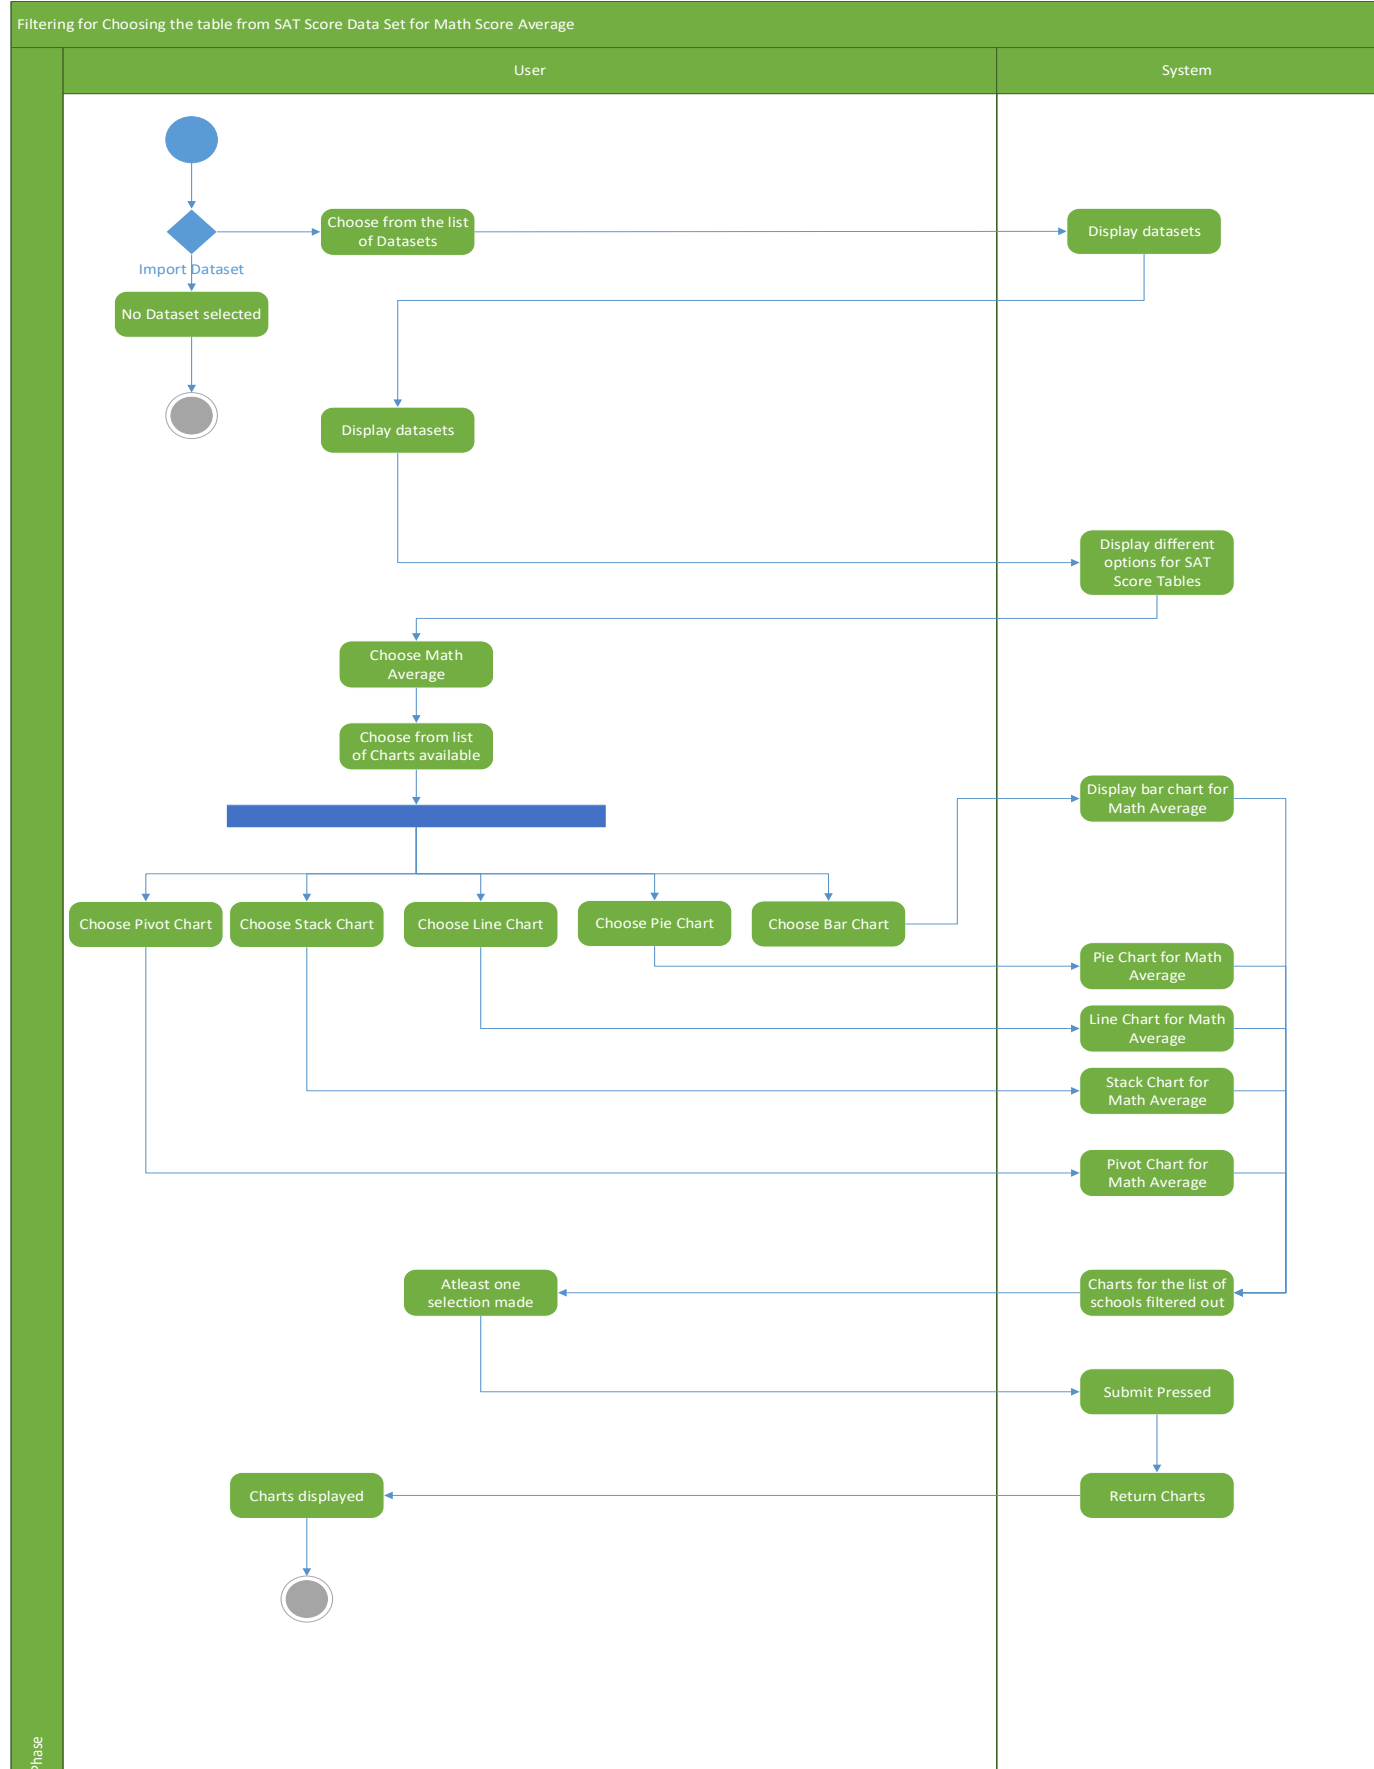 Filtering for Choosing the table from SAT Score Data Set for Math Score Average
User
System
Choose from the list
of Datasets
Display datasets
Import Dataset
No Dataset selected
Display datasets
Display different
options for SAT
Score Tables
Choose Math
Average
Choose from list
of Charts available
Display bar chart for
Math Average
Choose Pivot Chart
Choose Stack Chart
Choose Line Chart
Choose Pie Chart
Choose Bar Chart
Pie Chart for Math
Average
Line Chart for Math
Average
Stack Chart for
Math Average
Pivot Chart for
Math Average
Atleast one
selection made
Charts for the list of
schools filtered out
Submit Pressed
Charts displayed
Return Charts
Phase